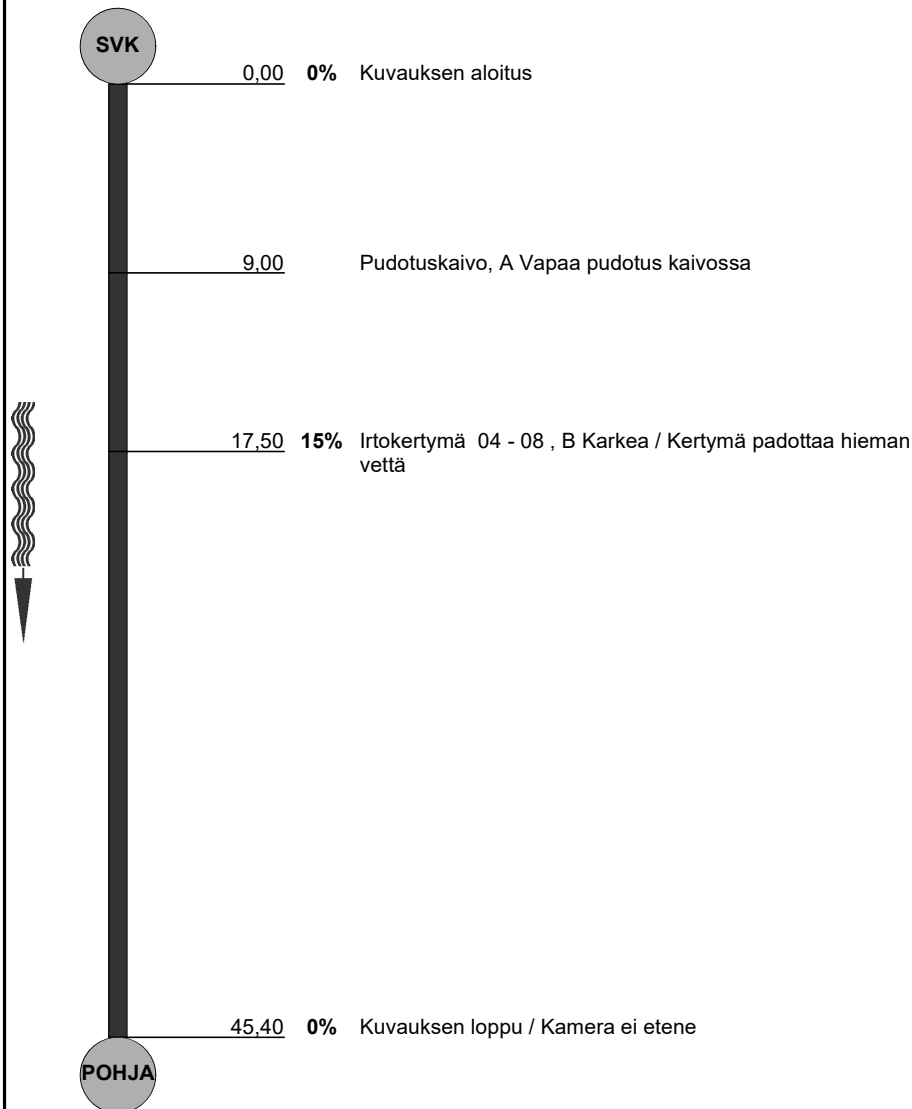 SVK
0,00 0% Kuvauksen aloitus
9,00 Pudotuskaivo, A Vapaa pudotus kaivossa
17,50 15% Irtokertymä 04 - 08 , B Karkea / Kertymä padottaa hieman
vettä
45,40 0% Kuvauksen loppu / Kamera ei etene
POHJA